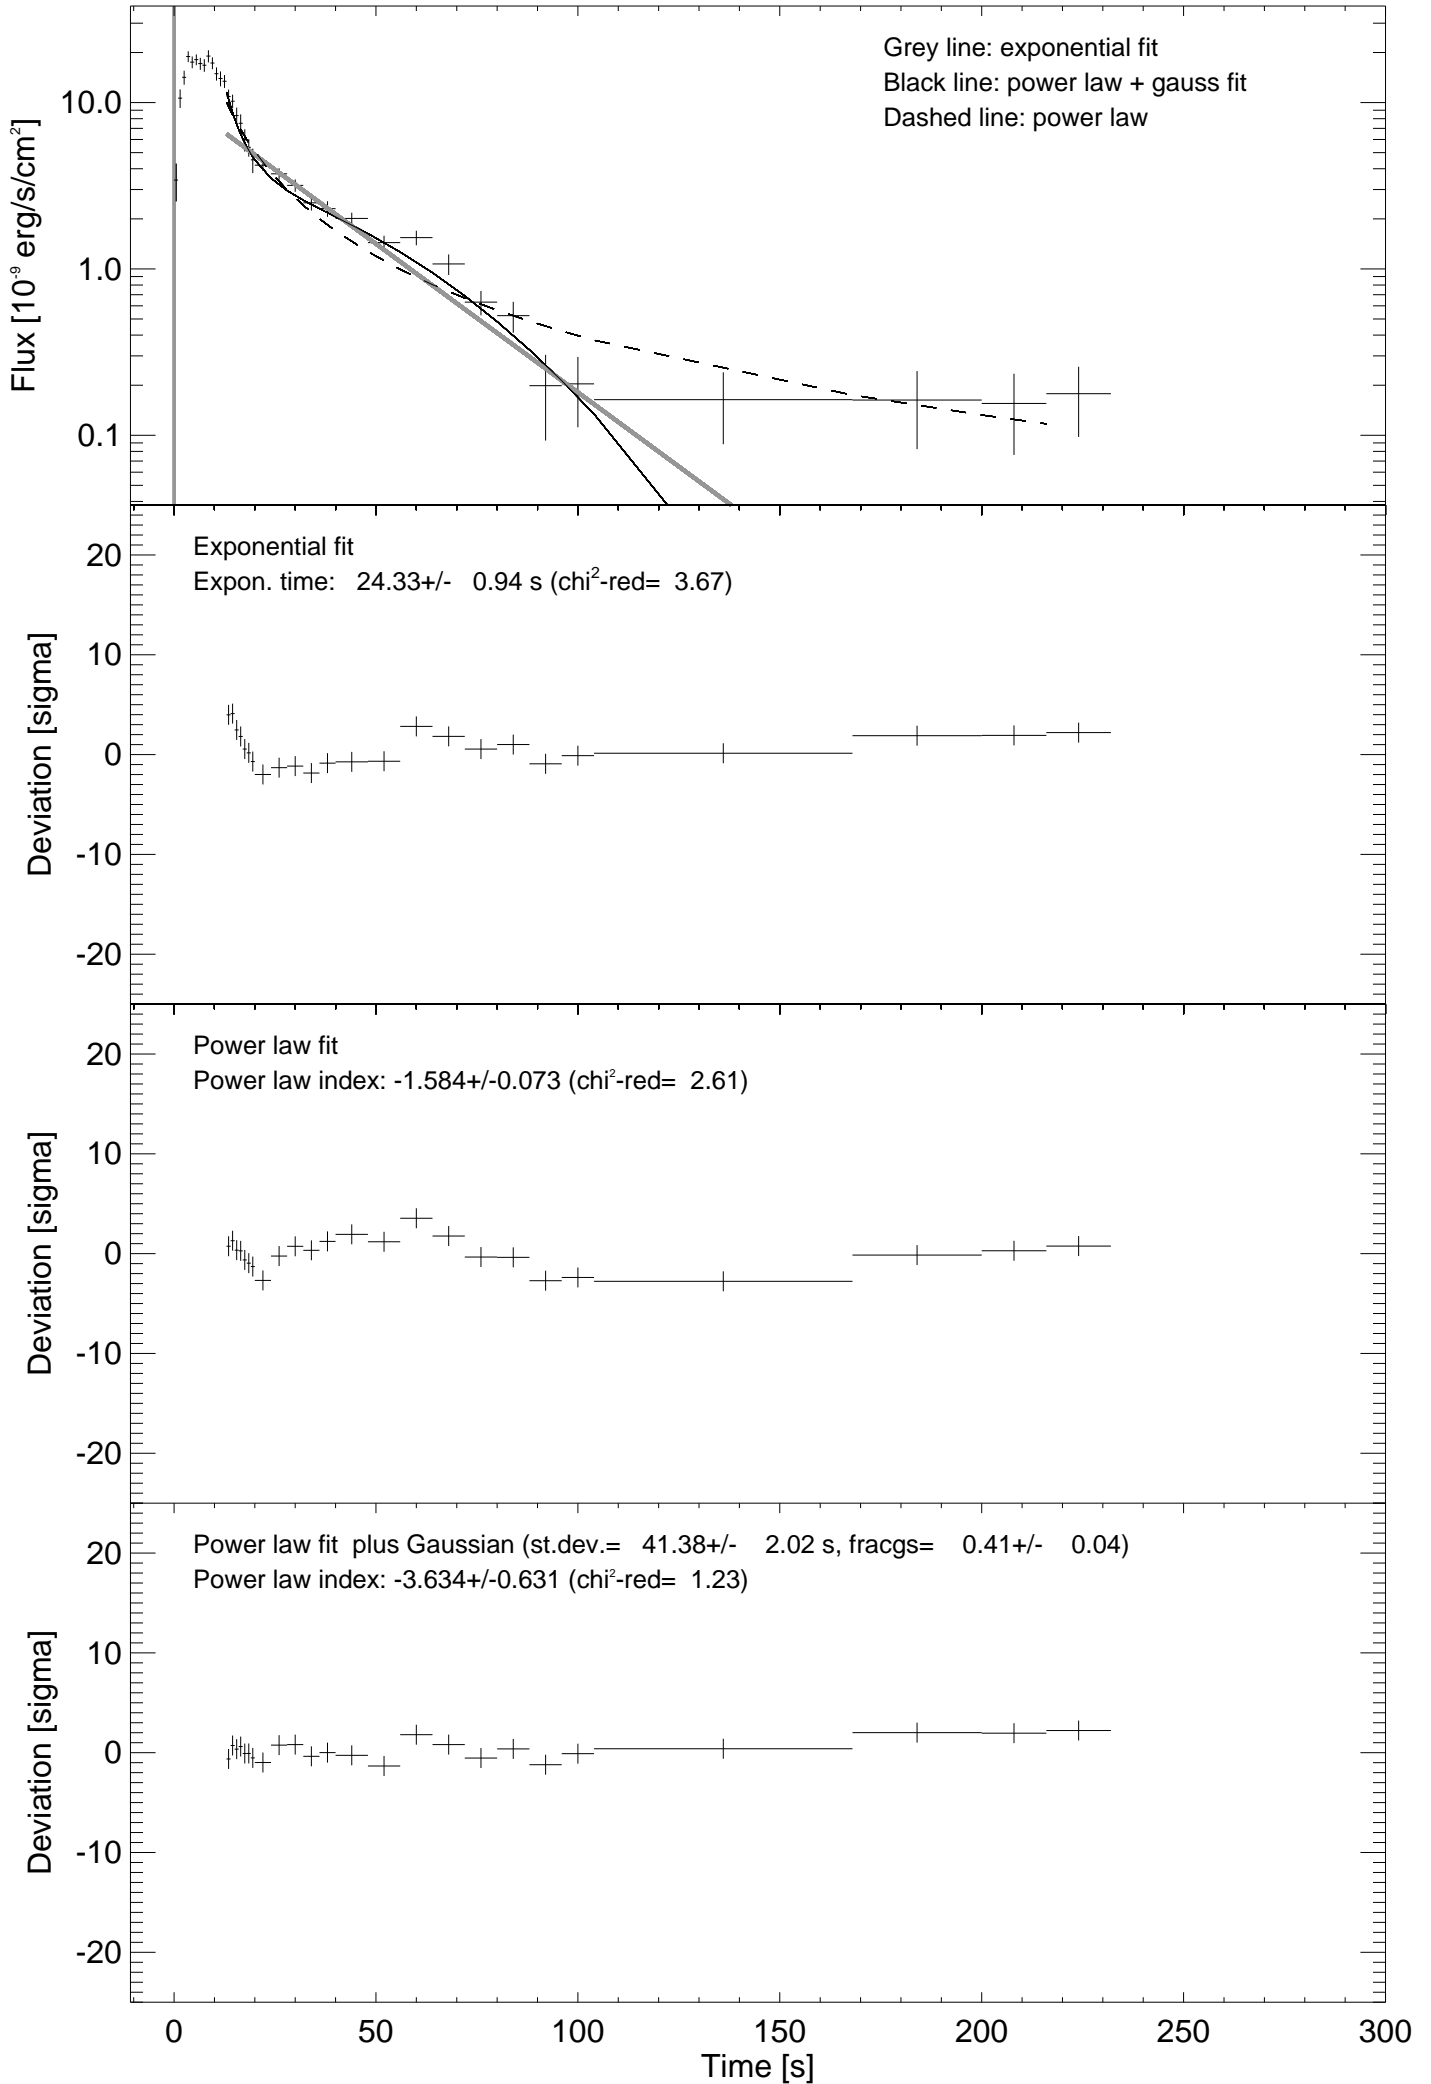 Grey line: exponential fit
Black line: power law + gauss fit
Dashed line: power law
Flux [10⁻⁹ erg/s/cm²]
10.0
1.0
0.1
Exponential fit
Expon. time: 24.33+/- 0.94 s (chi²-red= 3.67)
Deviation [sigma]
20
10
0
-10
-20
Power law fit
Power law index: -1.584+/-0.073 (chi²-red= 2.61)
Deviation [sigma]
20
10
0
-10
-20
Power law fit plus Gaussian (st.dev.= 41.38+/- 2.02 s, fracgs= 0.41+/- 0.04)
Power law index: -3.634+/-0.631 (chi²-red= 1.23)
Deviation [sigma]
20
10
0
-10
-20
0 50 100 150 200 250 300
Time [s]